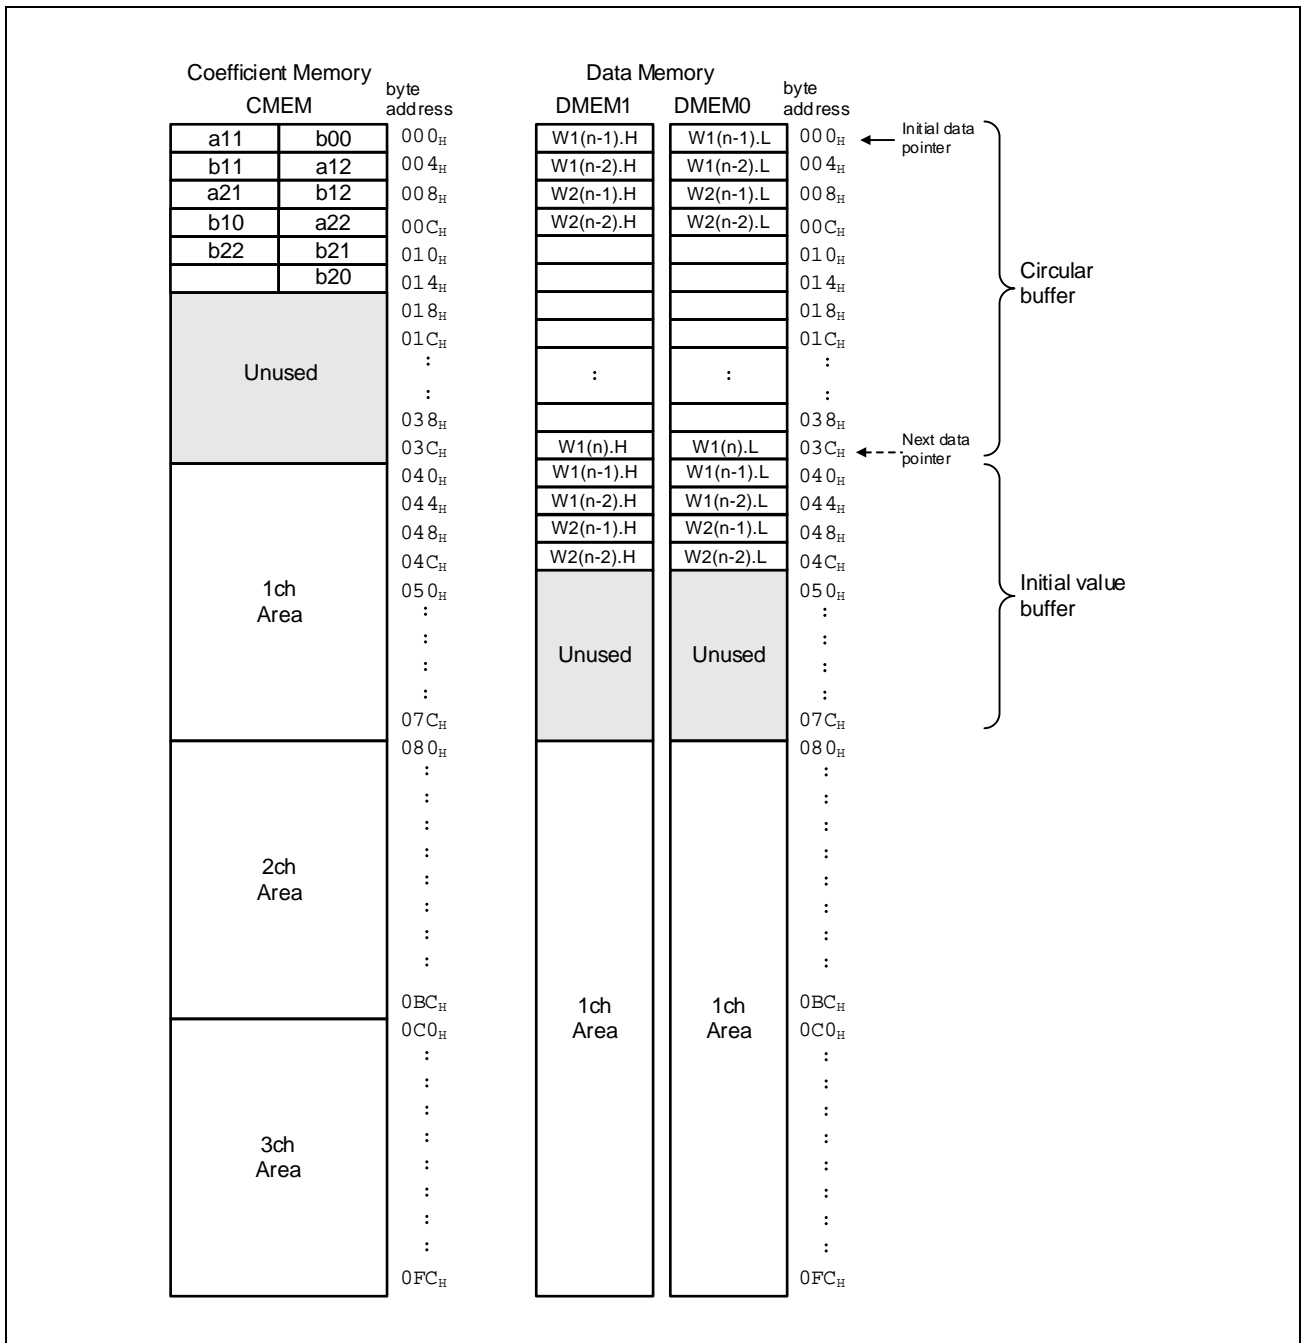 Coefficient Memory
CMEM
byte
address
Data Memory
DMEM1 DMEM0
byte
address
a11 b00 000H W1(n-1).H W1(n-1).L 000H Initial data
pointer
b11 a12 004H W1(n-2).H W1(n-2).L 004H
a21 b12 008H W2(n-1).H W2(n-1).L 008H
b10 a22 00CH W2(n-2).H W2(n-2).L 00CH
b22 b21 010H 010H
b20 014H 014H
018H 018H
01CH 01CH
Circular
buffer
Unused
: : : :
: :
038H 038H
03CH W1(n).H W1(n).L 03CH Next data
pointer
040H W1(n-1).H W1(n-1).L 040H
044H W1(n-2).H W1(n-2).L 044H
048H W2(n-1).H W2(n-1).L 048H
04CH W2(n-2).H W2(n-2).L 04CH
1ch
Area
050H 050H
Initial value
buffer
: :
: :
Unused Unused
: :
: :
07CH 07CH
080H 080H
: :
: :
: :
: :
2ch
Area
: :
: :
: :
: :
0BCH 1ch
Area 1ch
Area 0BCH
0C0H 0C0H
: :
: :
: :
: :
3ch
Area
: :
: :
: :
: :
0FCH 0FCH